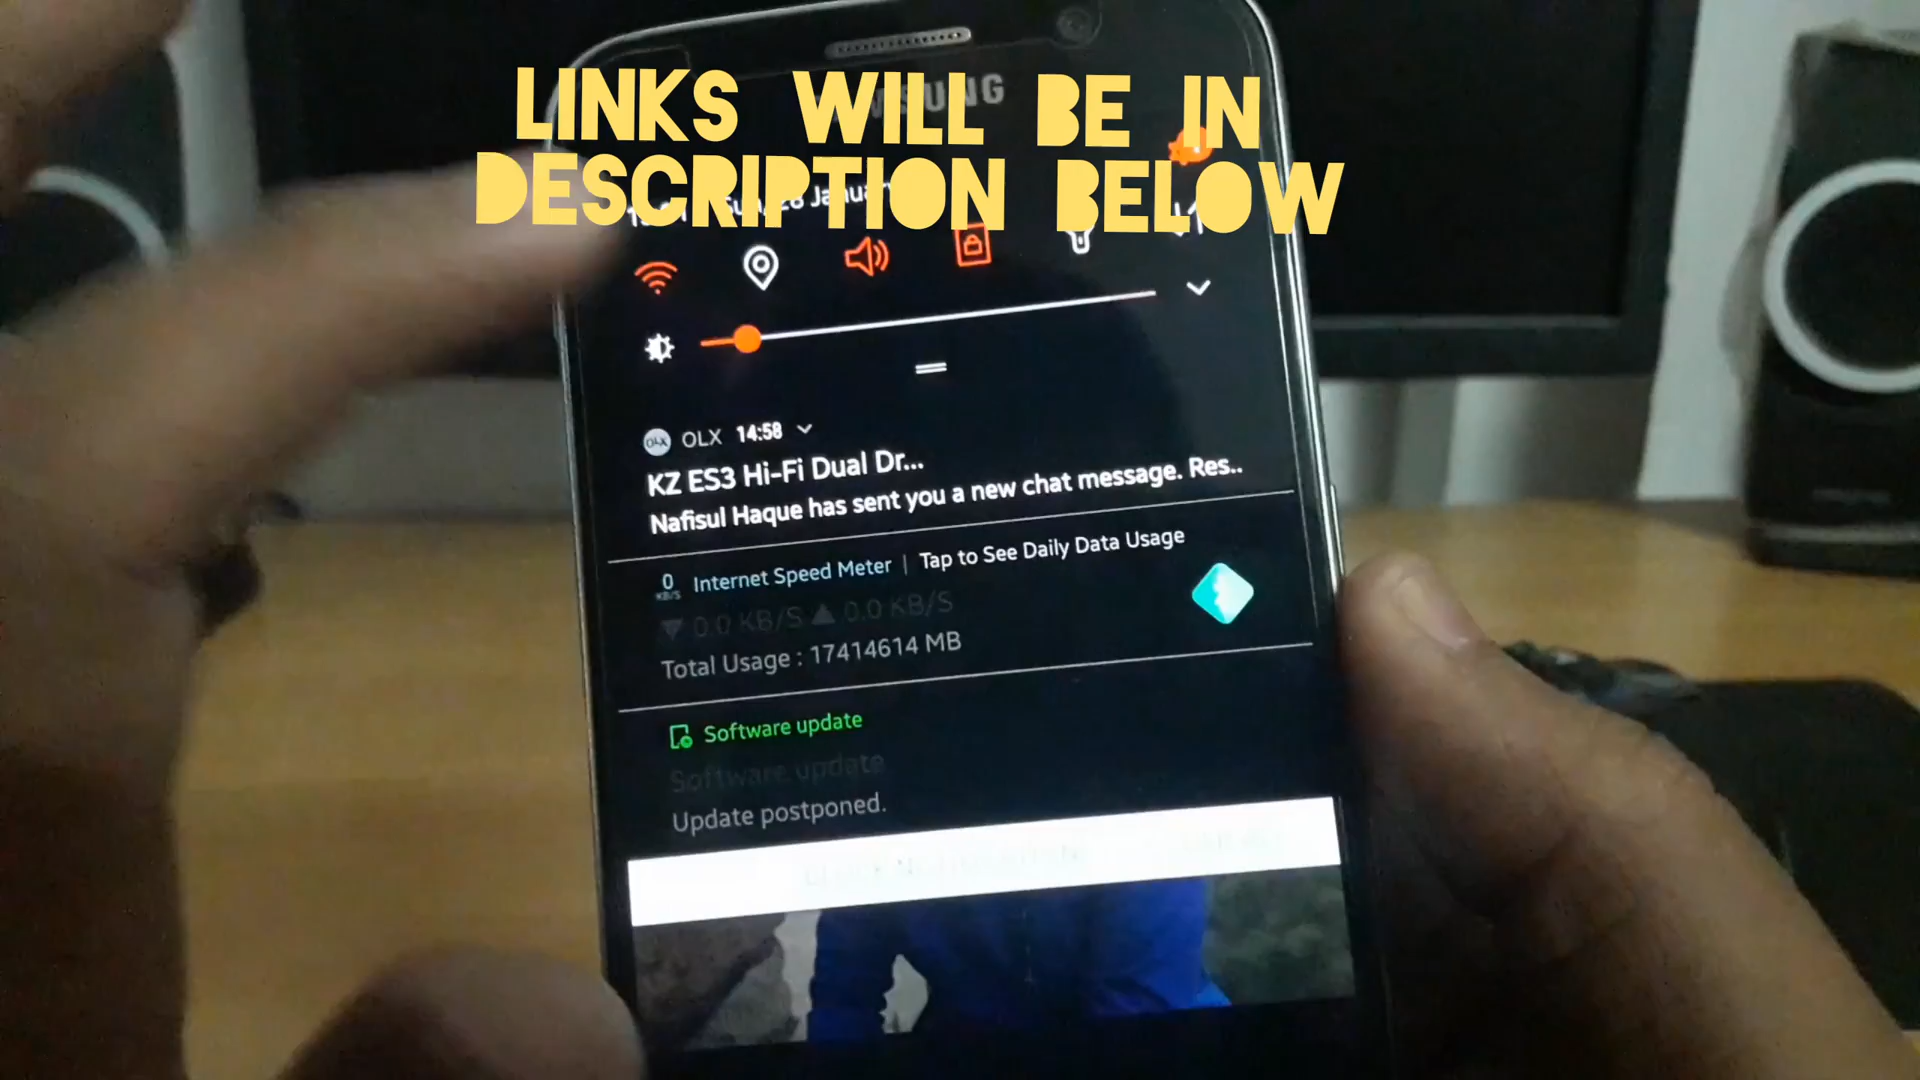 LINKS WILL BE IN
DESCRIPTION BELOW
OLX 14:58
KZ ES3 Hi-Fi Dual Dr...
Nafisul Haque has sent you a new chat message. Res..
0 KB/S Internet Speed Meter | Tap to See Daily Data Usage
▼ 0.0 KB/S ▲ 0.0 KB/S
Total Usage : 17414614 MB
Software update
Software update
Update postponed.